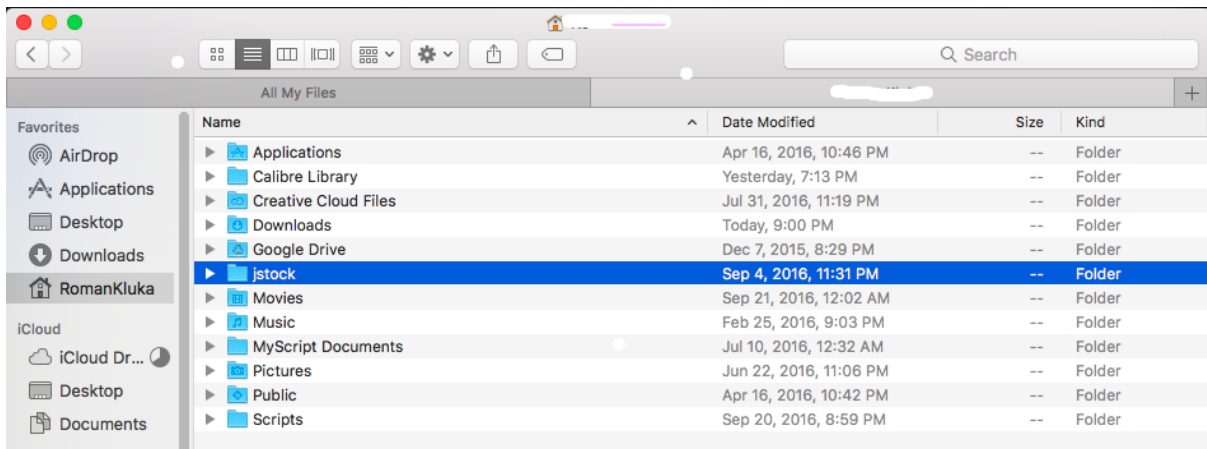 Search
All My Files
Favorites
AirDrop
Applications
Desktop
Downloads
RomanKluka
iCloud
iCloud Dr...
Desktop
Documents
Name Date Modified Size Kind
Applications Apr 16, 2016, 10:46 PM -- Folder
Calibre Library Yesterday, 7:13 PM -- Folder
Creative Cloud Files Jul 31, 2016, 11:19 PM -- Folder
Downloads Today, 9:00 PM -- Folder
Google Drive Dec 7, 2015, 8:29 PM -- Folder
jstock Sep 4, 2016, 11:31 PM -- Folder
Movies Sep 21, 2016, 12:02 AM -- Folder
Music Feb 25, 2016, 9:03 PM -- Folder
MyScript Documents Jul 10, 2016, 12:32 AM -- Folder
Pictures Jun 22, 2016, 11:06 PM -- Folder
Public Apr 16, 2016, 10:42 PM -- Folder
Scripts Sep 20, 2016, 8:59 PM -- Folder